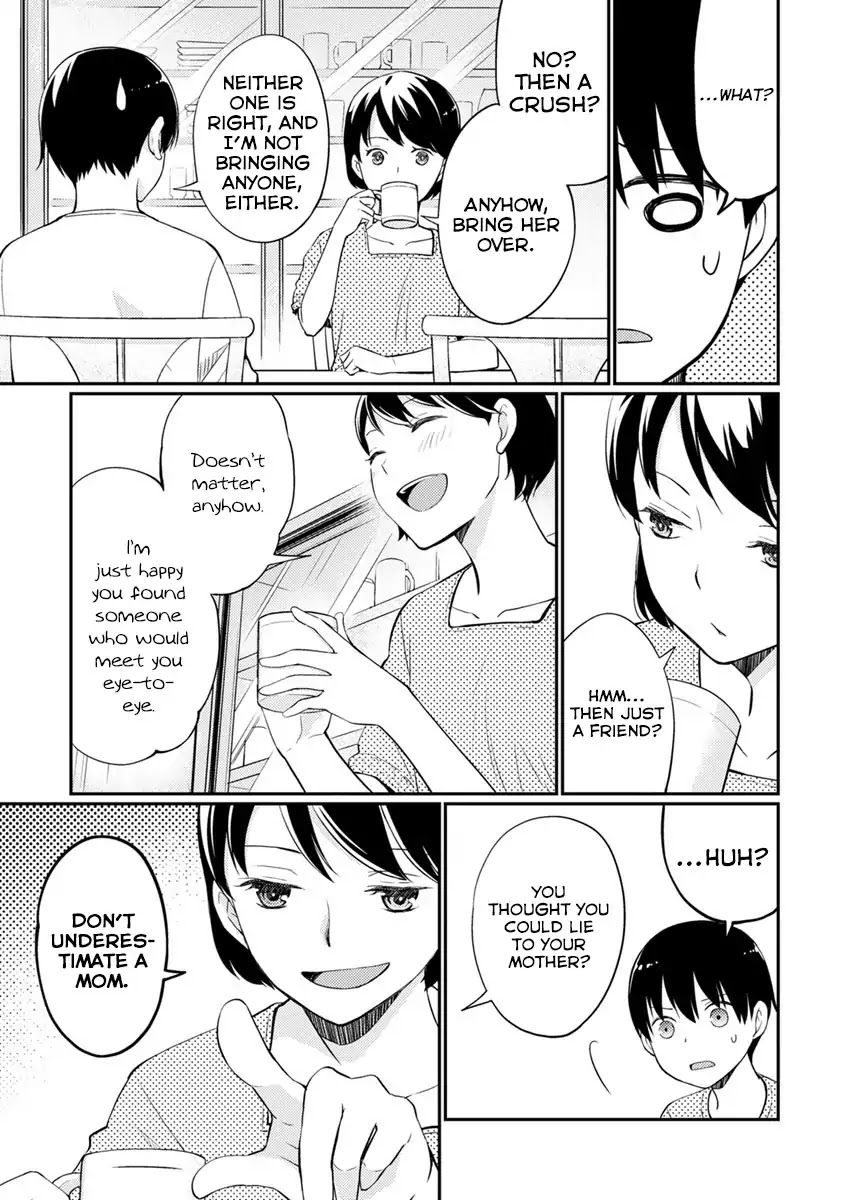 ...WHAT?
NO?
THEN A
CRUSH?
ANYHOW,
BRING HER
OVER.
NEITHER
ONE IS
RIGHT, AND
I'M NOT
BRINGING
ANYONE,
EITHER.
HMM...
THEN JUST
A FRIEND?
Doesn't
matter,
anyhow.
I'm
just happy
you found
someone
who would
meet you
eye-to-
eye.
...HUH?
YOU
THOUGHT YOU
COULD LIE
TO YOUR
MOTHER?
DON'T
UNDERES-
TIMATE A
MOM.